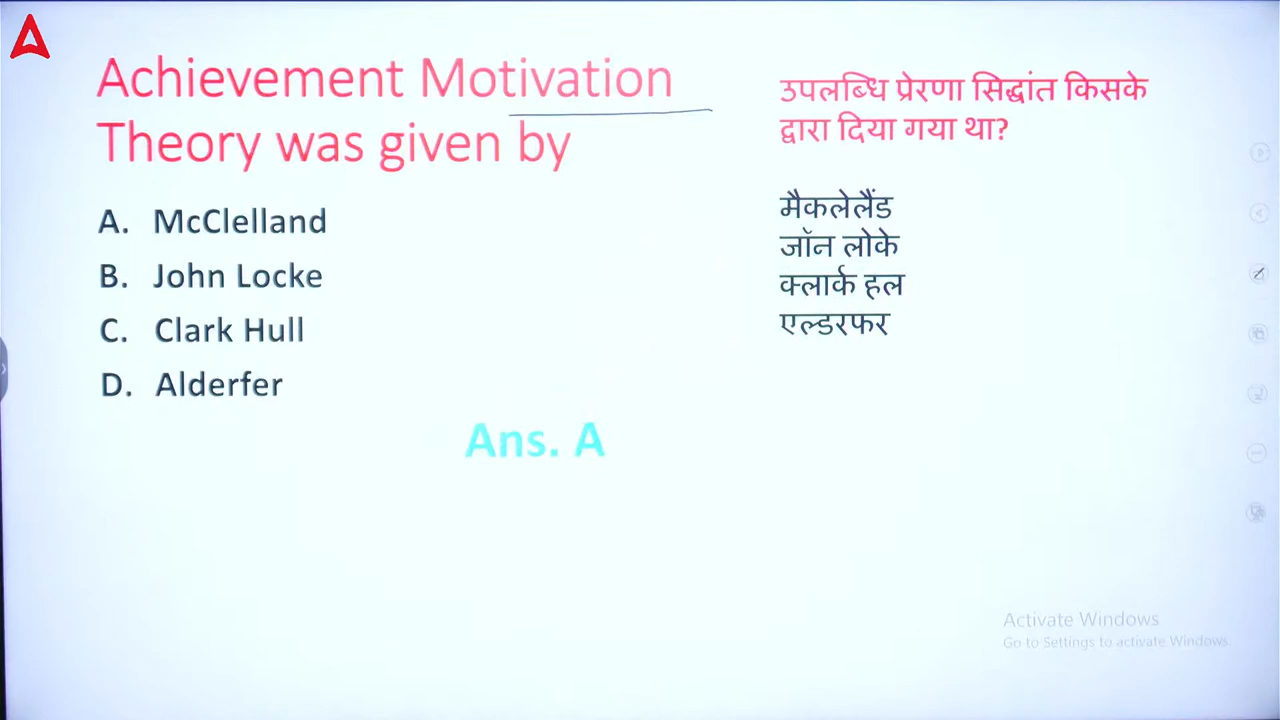 Achievement Motivation
Theory was given by
A. McClelland
B. John Locke
C. Clark Hull
D. Alderfer
Ans. A
उपलब्धि प्रेरणा सिद्धांत किसके
द्वारा दिया गया था?
मैकलेलैंड
जॉन लोके
क्लार्क हल
एल्डरफर
Activate Windows
Go to Settings to activate Windows.